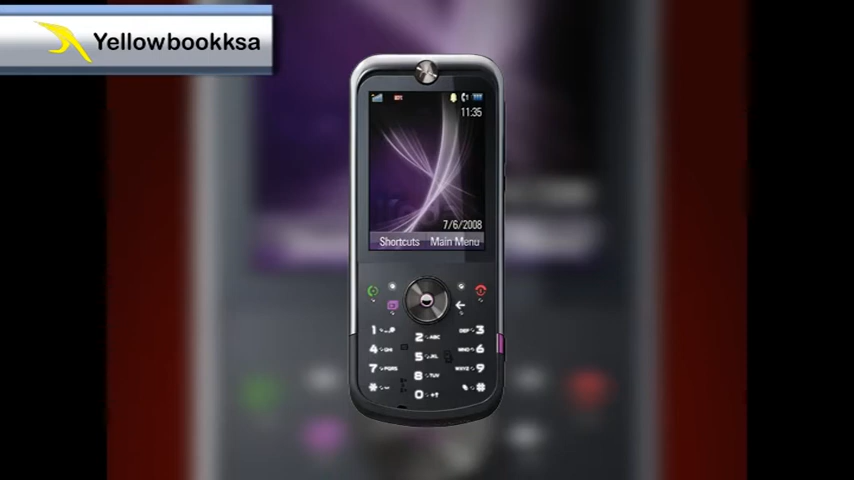 Yellowbookksa
11:35
7/6/2008
Shortcuts Main Menu
1 2 ABC DEF 3
4 GHI 5 JKL MNO 6
7 PQRS 8 TUV WXYZ 9
* 0 + #